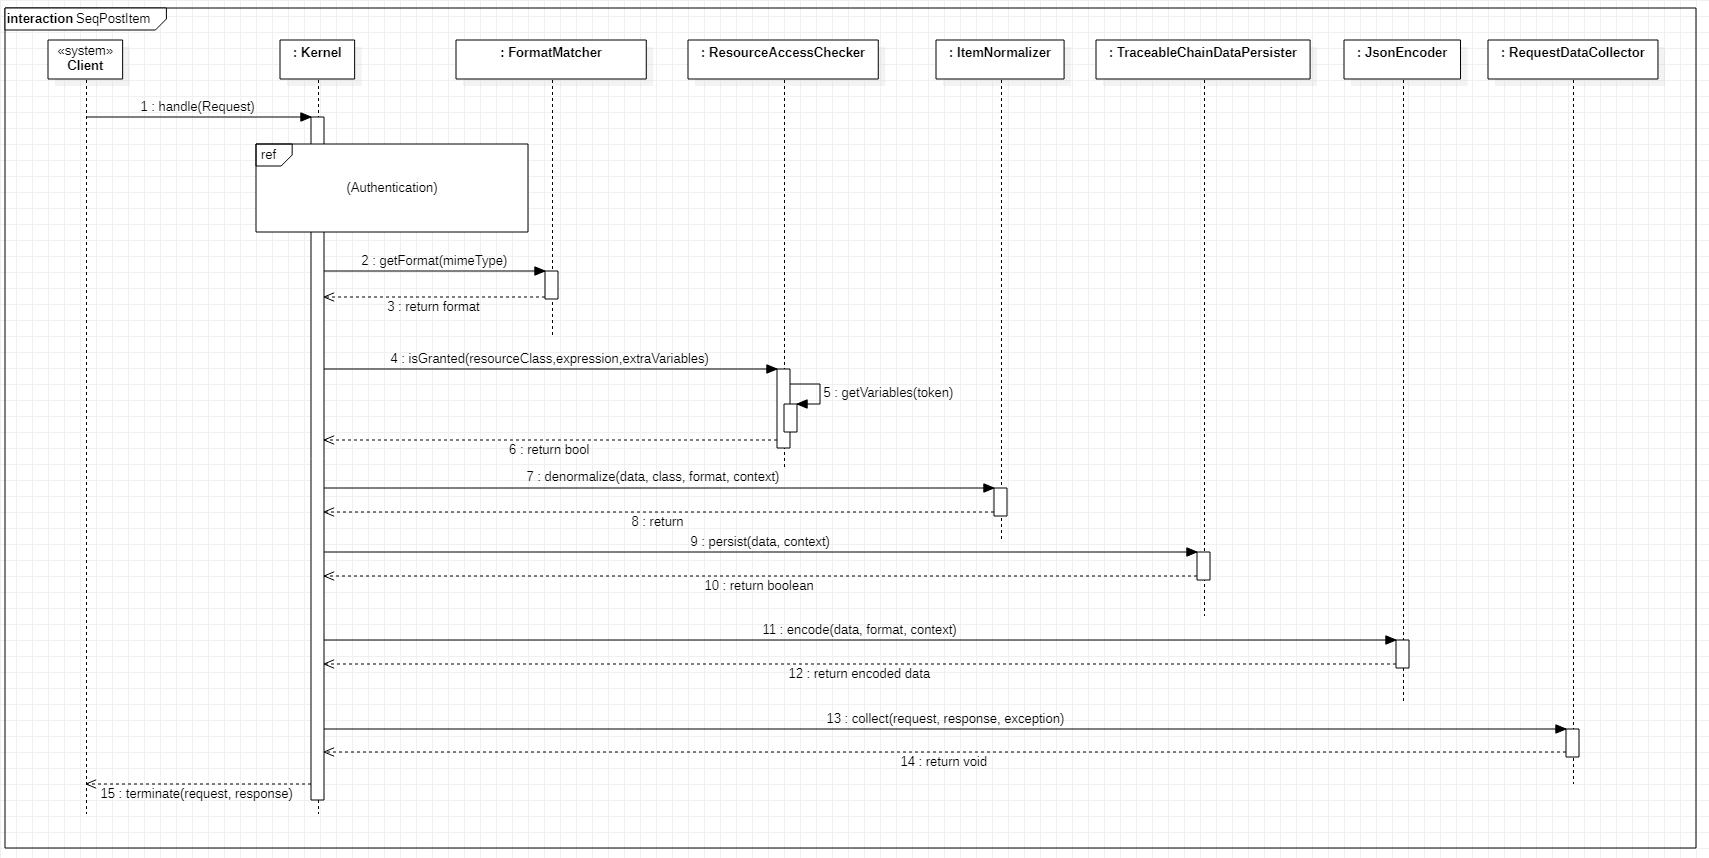 interaction SeqPostItem
«system»
Client
: Kernel
: FormatMatcher
: ResourceAccessChecker
: ItemNormalizer
: TraceableChainDataPersister
: JsonEncoder
: RequestDataCollector
1 : handle(Request)
ref
(Authentication)
2 : getFormat(mimeType)
3 : return format
4 : isGranted(resourceClass,expression,extraVariables)
5 : getVariables(token)
6 : return bool
7 : denormalize(data, class, format, context)
8 : return
9 : persist(data, context)
10 : return boolean
11 : encode(data, format, context)
12 : return encoded data
13 : collect(request, response, exception)
14 : return void
15 : terminate(request, response)